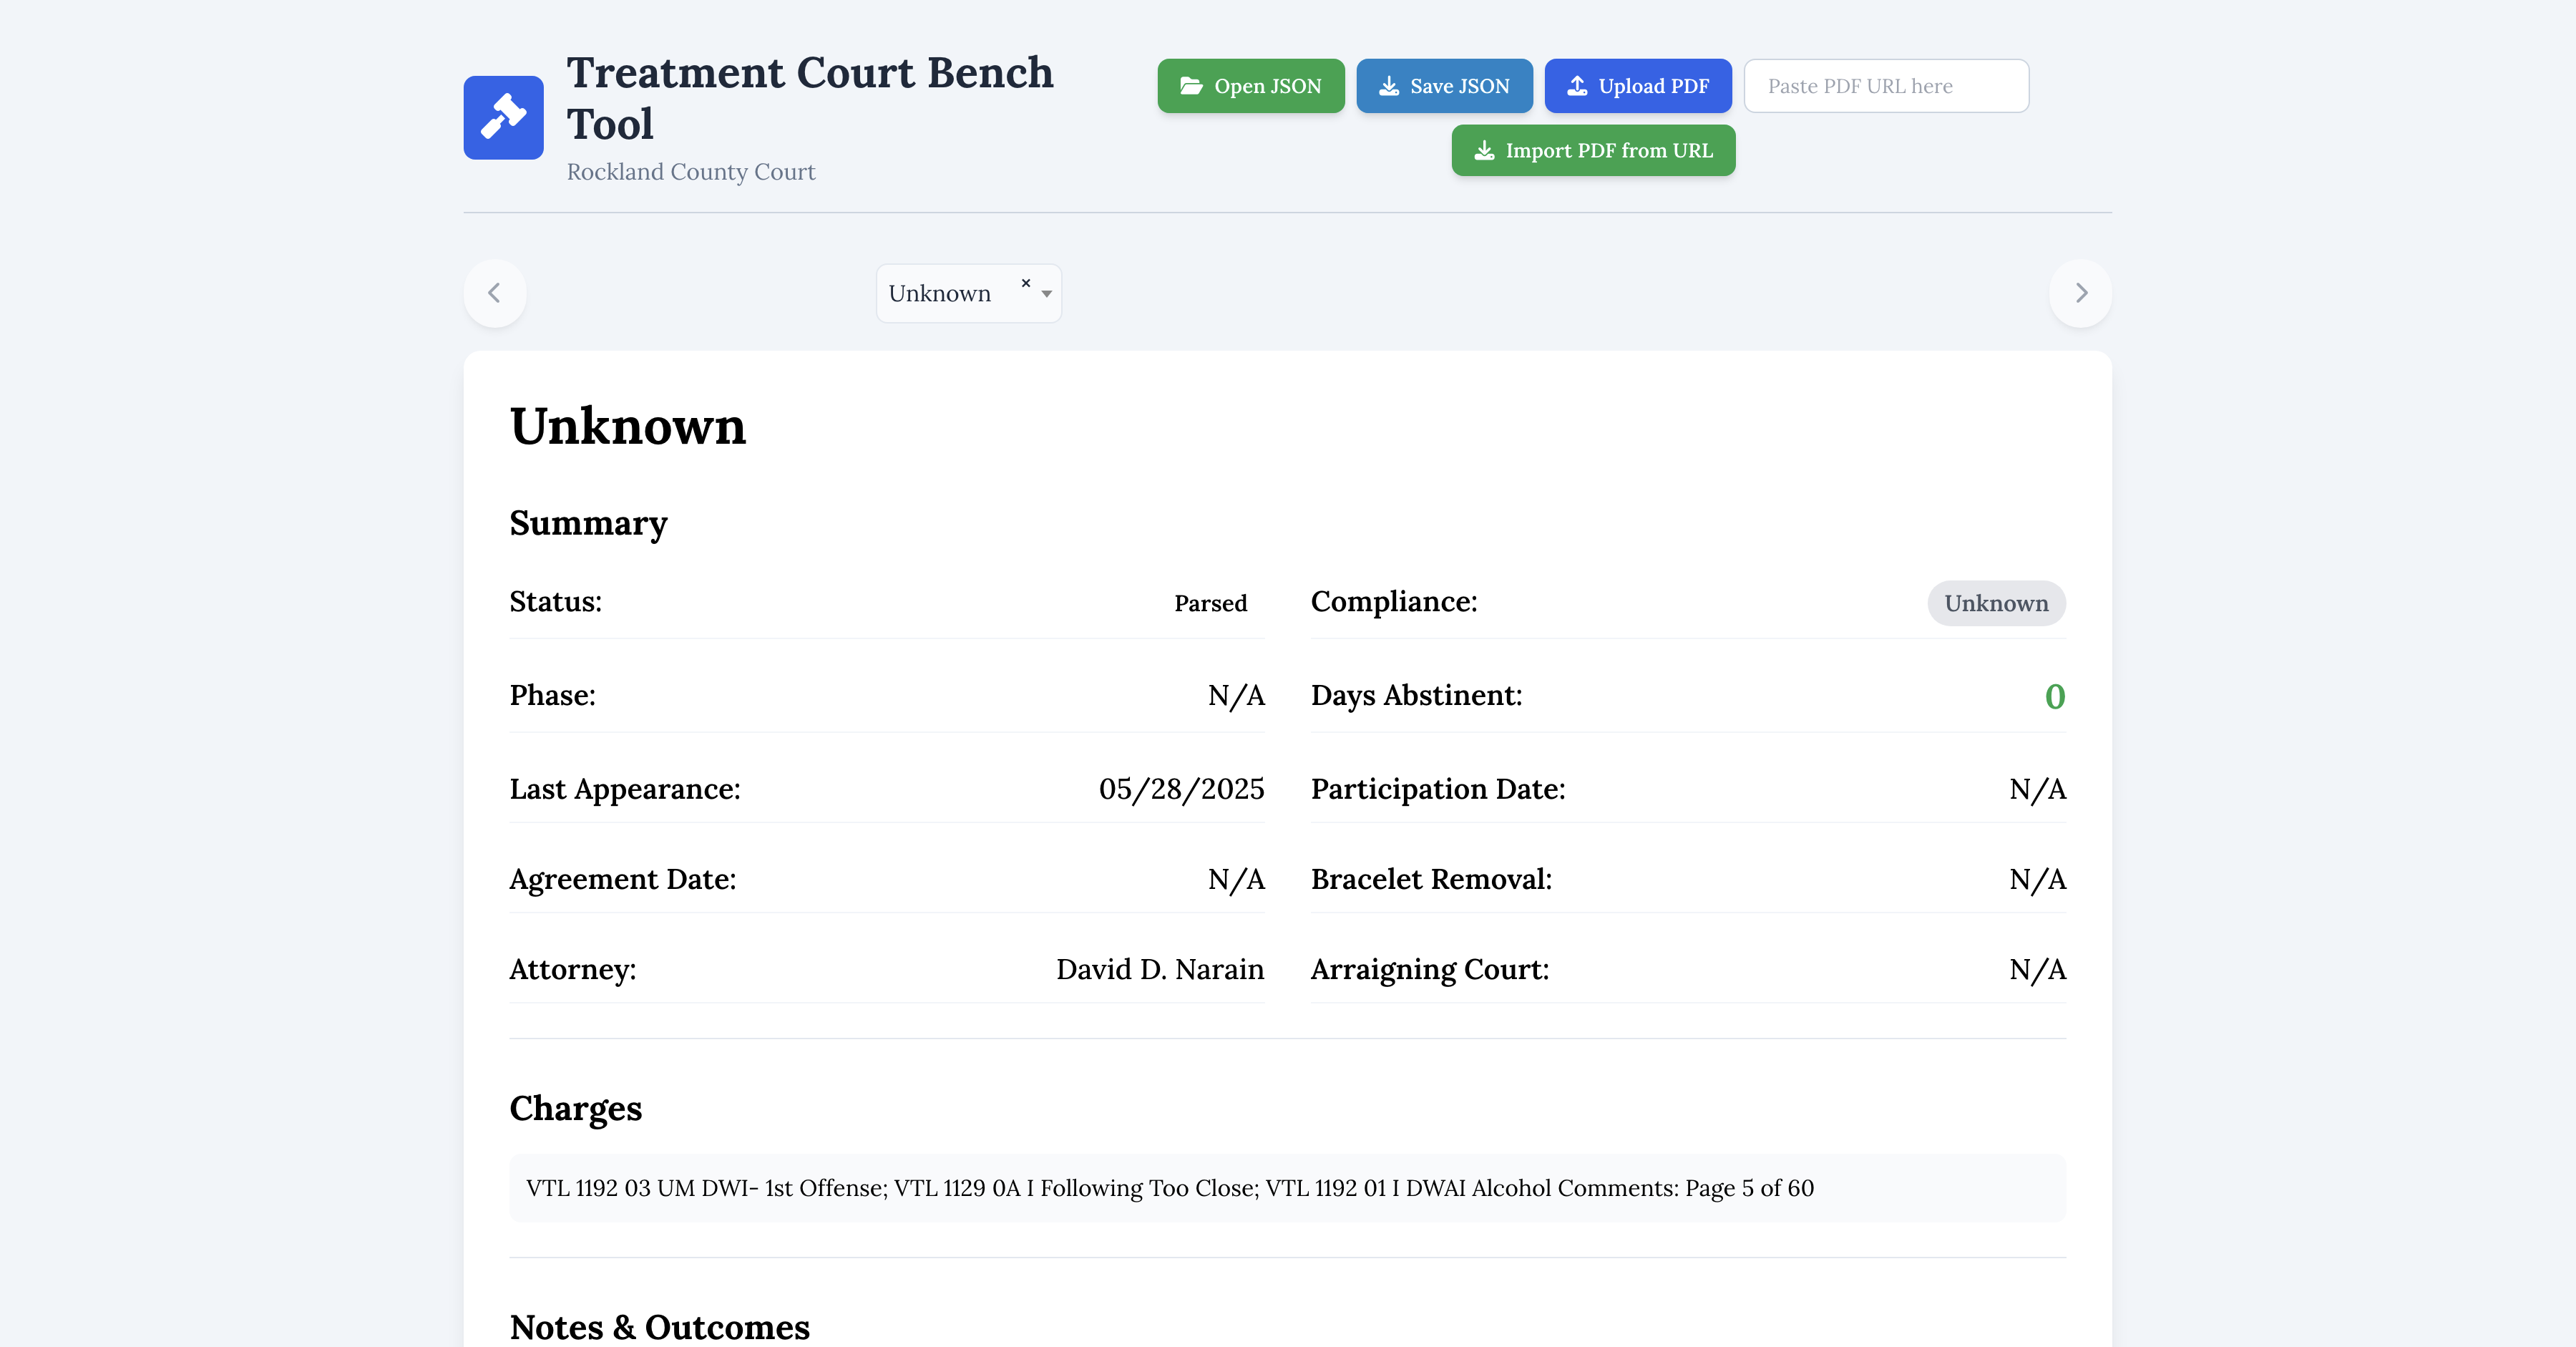 Treatment Court Bench
Tool
Rockland County Court
Open JSON
Save JSON
Upload PDF
Paste PDF URL here
Import PDF from URL
Unknown ×
Unknown
Summary
Status: Parsed
Compliance: Unknown
Phase: N/A
Days Abstinent: 0
Last Appearance: 05/28/2025
Participation Date: N/A
Agreement Date: N/A
Bracelet Removal: N/A
Attorney: David D. Narain
Arraigning Court: N/A
Charges
VTL 1192 03 UM DWI- 1st Offense; VTL 1129 0A I Following Too Close; VTL 1192 01 I DWAI Alcohol Comments: Page 5 of 60
Notes & Outcomes